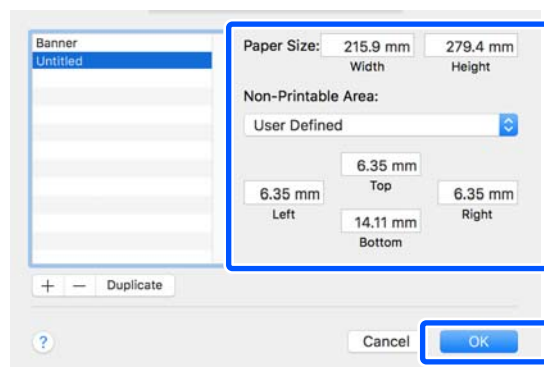 Banner
Untitled
+ − Duplicate
Paper Size: 215.9 mm 279.4 mm
Width Height
Non-Printable Area:
User Defined
6.35 mm
Top
6.35 mm 6.35 mm
Left Right
14.11 mm
Bottom
? Cancel OK